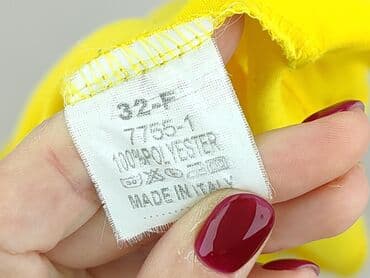 32-F
7755-1
100%POLYESTER
MADE IN ITALY